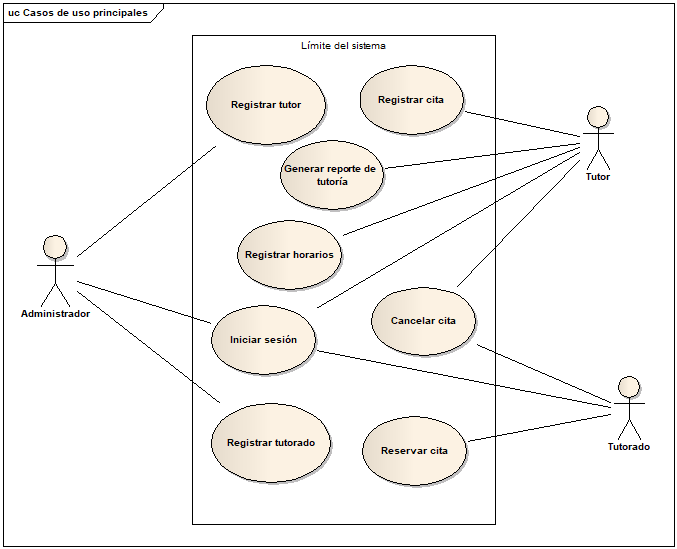 uc Casos de uso principales
Límite del sistema
Registrar tutor
Registrar cita
Generar reporte de
tutoría
Tutor
Registrar horarios
Administrador
Iniciar sesión
Cancelar cita
Registrar tutorado
Reservar cita
Tutorado